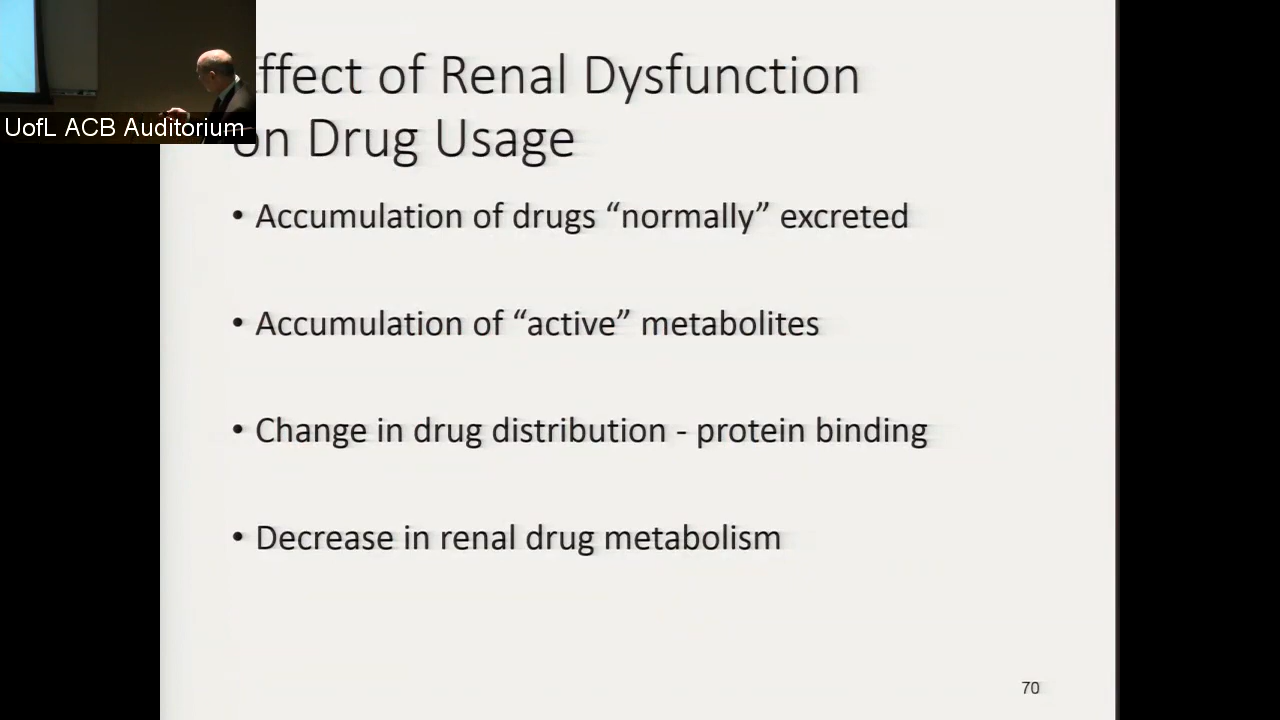 ffect of Renal Dysfunction
UofL ACB Auditorium
on Drug Usage
• Accumulation of drugs “normally” excreted
• Accumulation of “active” metabolites
• Change in drug distribution - protein binding
• Decrease in renal drug metabolism
70